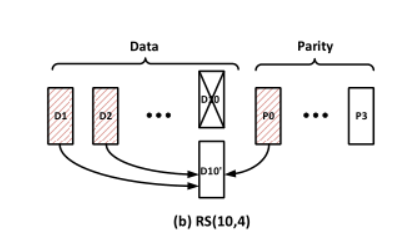 Data Parity
D1 D2 ••• D10 P0 ••• P3
D10'
(b) RS(10,4)